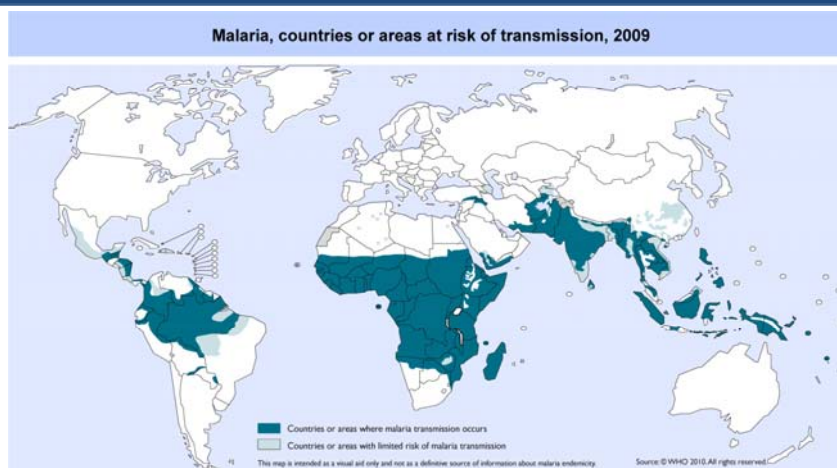 Malaria, countries or areas at risk of transmission, 2009
Countries or areas where malaria transmission occurs
Countries or areas with limited risk of malaria transmission
This map is intended as a visual aid only and not as a definitive source of information about malaria endemicity.
Source: © WHO 2010. All rights reserved.